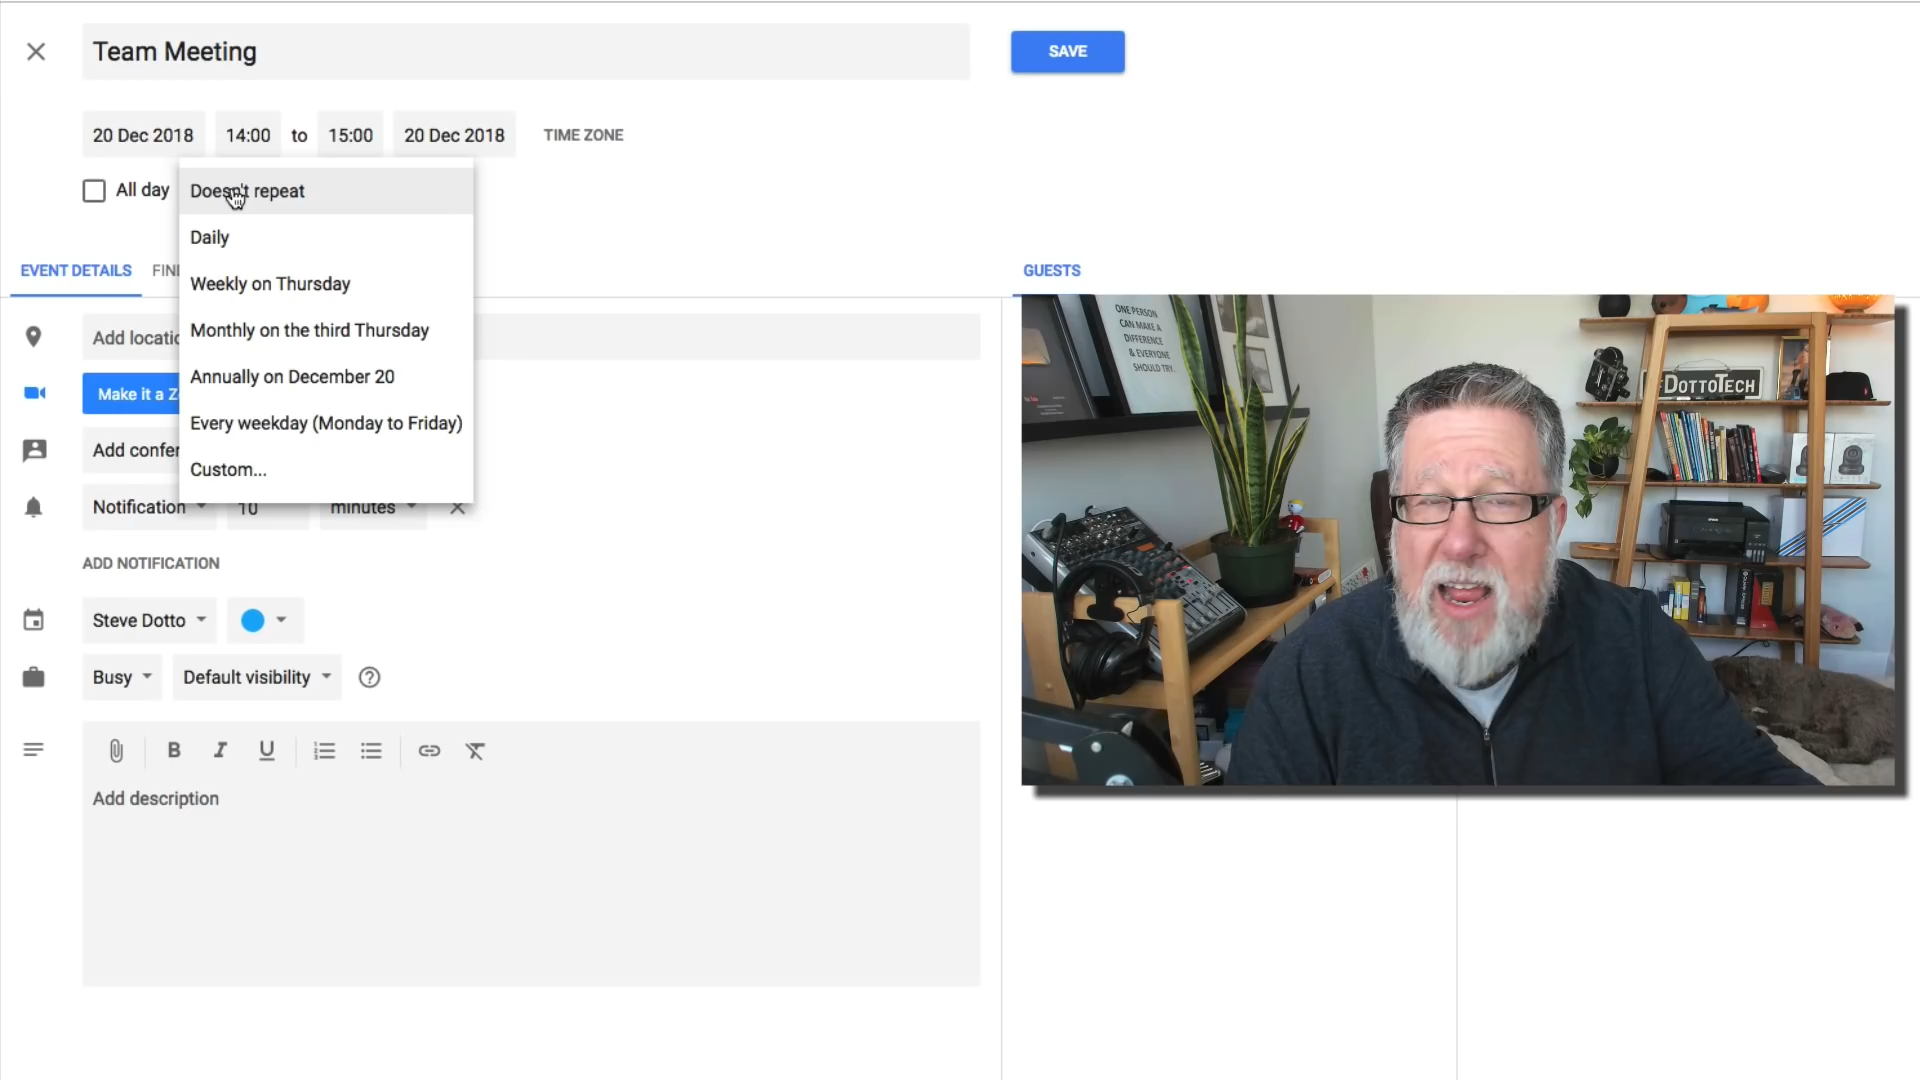 Team Meeting
SAVE
20 Dec 2018
14:00
to
15:00
20 Dec 2018
TIME ZONE
All day
Doesn't repeat
Daily
Weekly on Thursday
Monthly on the third Thursday
Annually on December 20
Every weekday (Monday to Friday)
Custom...
EVENT DETAILS
FIN
GUESTS
Add locatio
Make it a Z
Add confer
Notification
10
minutes
ADD NOTIFICATION
Steve Dotto
Busy
Default visibility
B
I
U
Add description
ONE PERSON
CAN MAKE A
DIFFERENCE
& EVERYONE
SHOULD TRY.
#DOTTOTECH